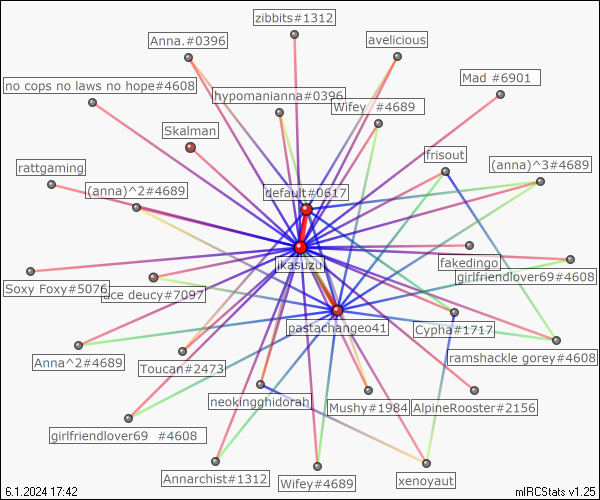 zibbits#1312
Anna.#0396
avelicious
no cops no laws no hope#4608
Mad #6901
hypomanianna#0396
Wifey #4689
Skalman
frisout
rattgaming
(anna)^2#4689
(anna)^3#4689
default#0617
ikasuzu
fakedingo
Soxy Foxy#5076
ace deucy#7097
girlfriendlover69#4608
pastachangeo41
Cypha#1717
Anna^2#4689
Toucan#2473
ramshackle gorey#4608
neokingghidorah
Mushy#1984
AlpineRooster#2156
girlfriendlover69 #4608
Annarchist#1312
Wifey#4689
xenoyaut
6.1.2024 17:42
mIRCStats v1.25